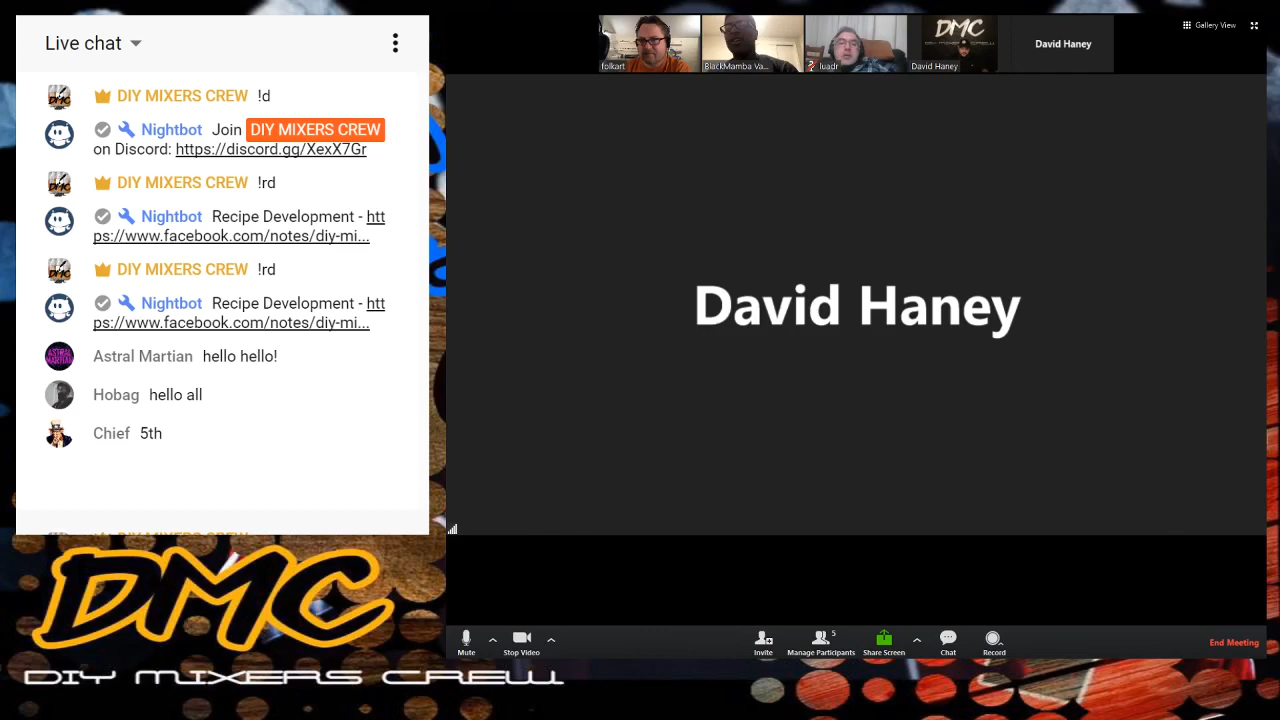 Live chat
DIY MIXERS CREW !d
Nightbot Join DIY MIXERS CREW
on Discord: https://discord.gg/XexX7Gr
DIY MIXERS CREW !rd
Nightbot Recipe Development - htt
ps://www.facebook.com/notes/diy-mi...
DIY MIXERS CREW !rd
Nightbot Recipe Development - htt
ps://www.facebook.com/notes/diy-mi...
Astral Martian hello hello!
Hobag hello all
Chief 5th
DMC
DIY MIXERS CREW
folkart
BlackMamba Va...
luadr
DMC
David Haney
David Haney
Gallery View
David Haney
Mute
Stop Video
Invite
5
Manage Participants
Share Screen
Chat
Record
End Meeting